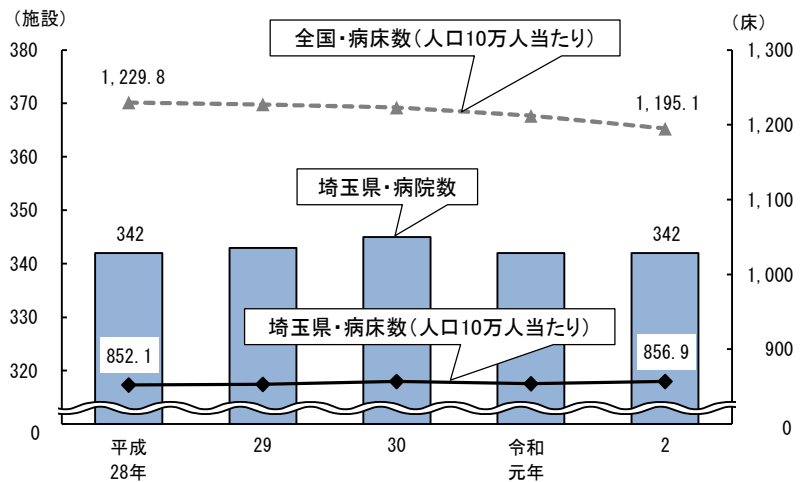 (施設)
(床)
全国・病床数(人口10万人当たり)
380
370
360
350
340
330
320
0
1,300
1,200
1,100
1,000
900
0
1,229.8
1,195.1
埼玉県・病院数
342
342
埼玉県・病床数(人口10万人当たり)
852.1
856.9
平成
28年
29
30
令和
元年
2